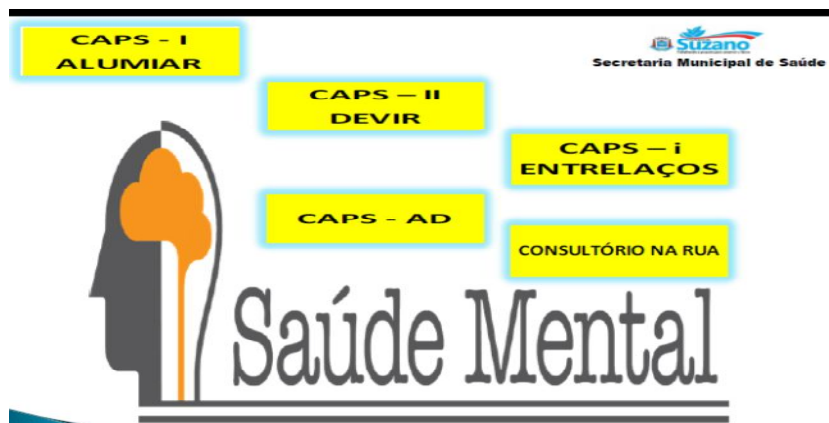 CAPS - I
ALUMIAR
Suzano
Secretaria Municipal de Saúde
CAPS – II
DEVIR
CAPS – i
ENTRELAÇOS
CAPS - AD
CONSULTÓRIO NA RUA
Saúde Mental